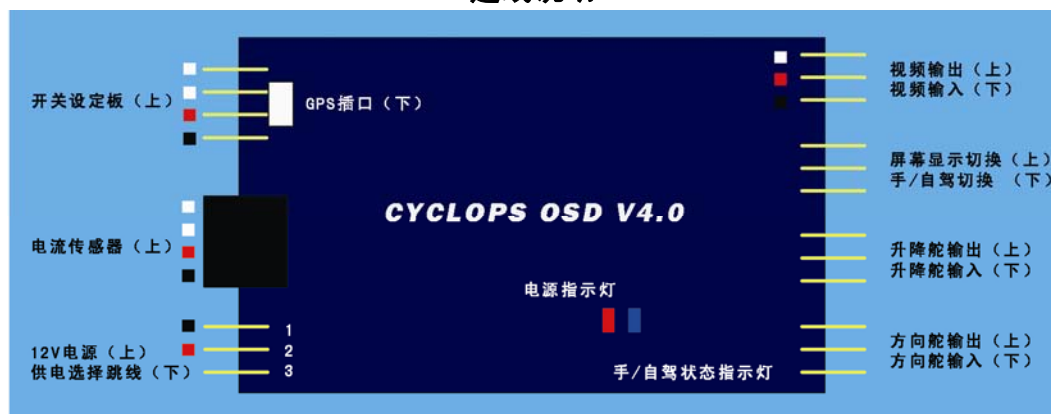 开关设定板（上）
GPS插口（下）
视频输出（上）
视频输入（下）
屏幕显示切换（上）
手/自驾切换 （下）
电流传感器（上）
CYCLOPS OSD V4.0
升降舵输出（上）
升降舵输入（下）
电源指示灯
1
12V电源（上）
2
供电选择跳线（下）
3
方向舵输出（上）
方向舵输入（下）
手/自驾状态指示灯